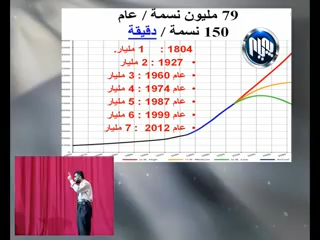 79 مليون نسمة / عام
150 نسمة / دقيقة
1804 : 1 مليار.
1927 : 2 مليار
عام 1960 : 3 مليار
عام 1974 : 4 مليار
عام 1987 : 5 مليار
عام 1999 : 6 مليار
عام 2012 : 7 مليار